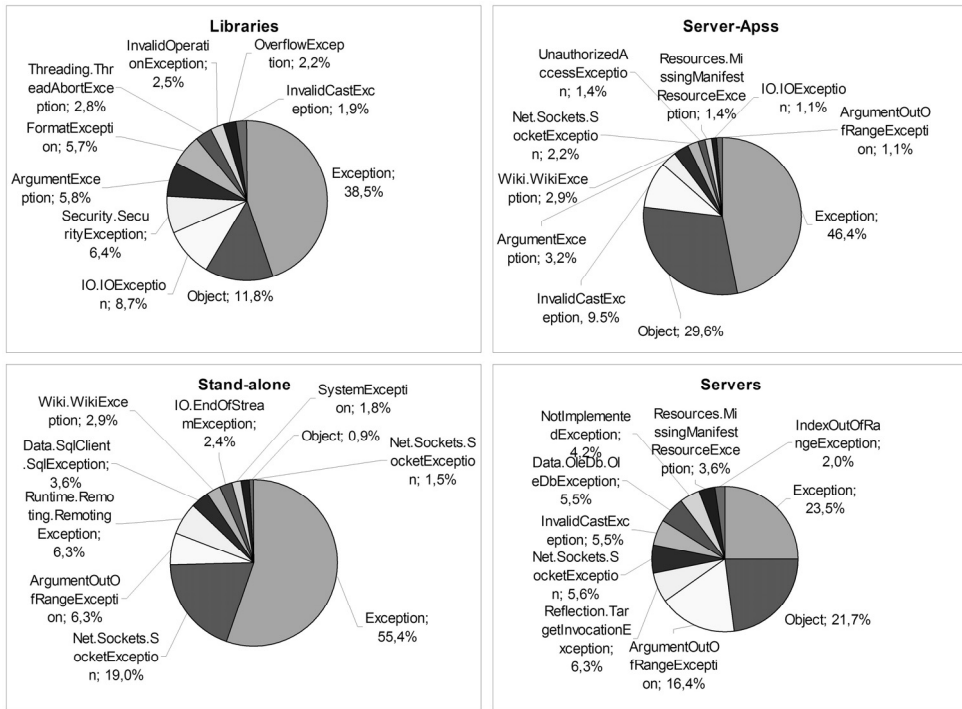 Libraries
InvalidOperati
onException;
2,5%
OverflowExcep
tion; 2,2%
Threading.Thr
eadAbortExce
ption; 2,8%
InvalidCastExc
eption; 1,9%
FormatExcepti
on; 5,7%
ArgumentExce
ption; 5,8%
Security.Secu
rityException;
6,4%
IO.IOExceptio
n; 8,7%
Object; 11,8%
Exception;
38,5%
Server-Apss
UnauthorizedA
ccessExceptio
n; 1,4%
Resources.Mi
ssingManifest
ResourceExce
ption; 1,4%
IO.IOException
n; 1,1%
ArgumentOutO
fRangeExcepti
on; 1,1%
Net.Sockets.S
ocketExceptio
n; 2,2%
Wiki.WikiExce
ption; 2,9%
ArgumentExce
ption; 3,2%
InvalidCastExc
eption, 9.5%
Object; 29,6%
Exception;
46,4%
Stand-alone
Wiki.WikiExce
ption; 2,9%
IO.EndOfStre
amException;
2,4%
SystemExcepti
on; 1,8%
Object; 0,9%
Net.Sockets.S
ocketExceptio
n; 1,5%
Data.SqlClient
.SqlException;
3,6%
Runtime.Remo
ting.Remoting
Exception;
6,3%
ArgumentOutO
fRangeExcepti
on; 6,3%
Net.Sockets.S
ocketExceptio
n; 19,0%
Exception;
55,4%
Servers
NotImplemente
dException;
4,2%
Resources.Mi
ssingManifest
ResourceExce
ption; 3,6%
IndexOutOfRa
ngeException;
2,0%
Data.OleDb.Ol
eDbException;
5,5%
InvalidCastExc
eption; 5,5%
Net.Sockets.S
ocketExceptio
n; 5,6%
Reflection.Tar
getInvocationE
xception;
6,3%
ArgumentOutO
fRangeExcepti
on; 16,4%
Object; 21,7%
Exception;
23,5%